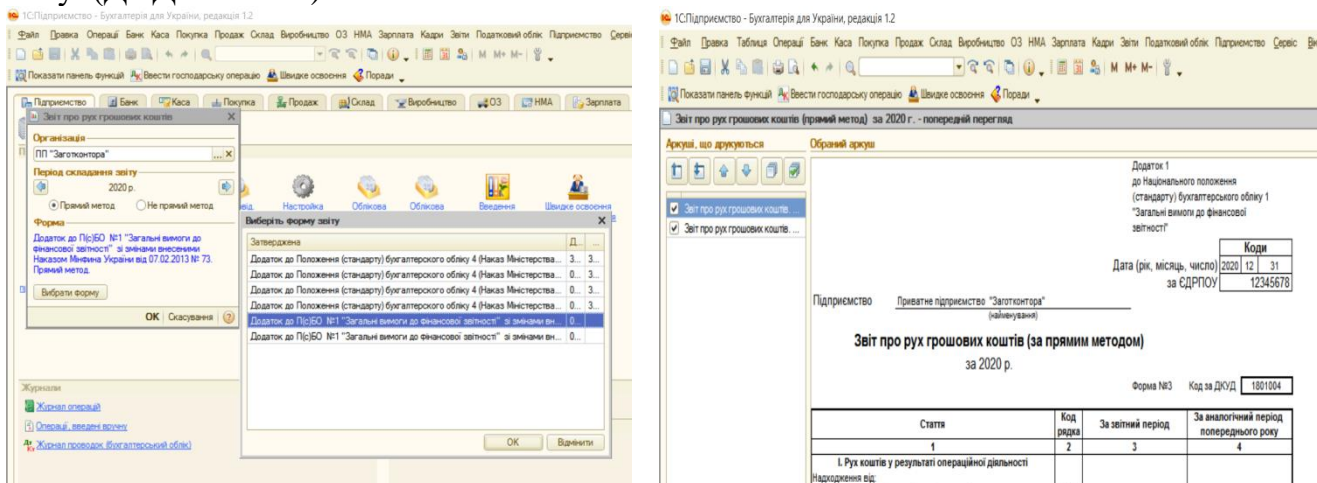 1С:Підприємство - Бухгалтерія для України, редакція 1.2
Файл Правка Операції Банк Каса Покупка Продаж Склад Виробництво ОЗ НМА Зарплата Кадри Звіти Податковий облік Підприємство
M M+ M-
Показати панель функцій Ввести господарську операцію Швидке освоєння Поради
Підприємство Банк Каса Покупка Продаж Склад Виробництво ОЗ НМА Зарплата
Звіт про рух грошових коштів
Організація
ПП "Заготконтора" ... X
Період складання звіту
2020 р.
Прямий метод Не прямий метод
Форма
Додаток до П(с)БО №1 "Загальні вимоги до
фінансової звітності" зі змінами внесеними
Наказом Мінфина України від 07.02.2013 № 73.
Прямий метод.
Вибрати форму
ОК Скасування ?
Настройка Облікова Облікова Введення Швидке освоєння
Виберіть форму звіту
Затверджена Д... ...
Додаток до Положення (стандарту) бухгалтерского обліку 4 (Наказ Міністерства... 3... 3...
Додаток до Положення (стандарту) бухгалтерского обліку 4 (Наказ Міністерства... 0... 3...
Додаток до Положення (стандарту) бухгалтерского обліку 4 (Наказ Міністерства... 0... 3...
Додаток до Положення (стандарту) бухгалтерского обліку 4 (Наказ Міністерства... 0... 3...
Додаток до П(с)БО №1 "Загальні вимоги до фінансової звітності" зі змінами вн... 0...
Додаток до П(с)БО №1 "Загальні вимоги до фінансової звітності" зі змінами вн... 0...
ОК Відмінити
Журнали
Журнал операцій
Операції, введені вручну
Журнал проводок (бухгалтерський облік)
1С:Підприємство - Бухгалтерія для України, редакція 1.2
Файл Правка Таблиця Операції Банк Каса Покупка Продаж Склад Виробництво ОЗ НМА Зарплата Кадри Звіти Податковий облік Підприємство Сервіс
M M+ M-
Показати панель функцій Ввести господарську операцію Швидке освоєння Поради
Звіт про рух грошових коштів (прямий метод) за 2020 г. - попередній перегляд
Аркуші, що друкуються Обраний аркуш
Звіт про рух грошових коштів. ...
Звіт про рух грошових коштів. ...
Додаток 1
до Національного положення
(стандарту) бухгалтерського обліку 1
"Загальні вимоги до фінансової
звітності"
Коди
Дата (рік, місяць, число) 2020 12 31
за ЄДРПОУ 12345678
Підприємство Приватне підприємство "Заготконтора"
(найменування)
Звіт про рух грошових коштів (за прямим методом)
за 2020 р.
Форма №3 Код за ДКУД 1801004
Стаття Код рядка За звітний період За аналогічний період попереднього року
1 2 3 4
I. Рух коштів у результаті операційної діяльності
Надходження від: